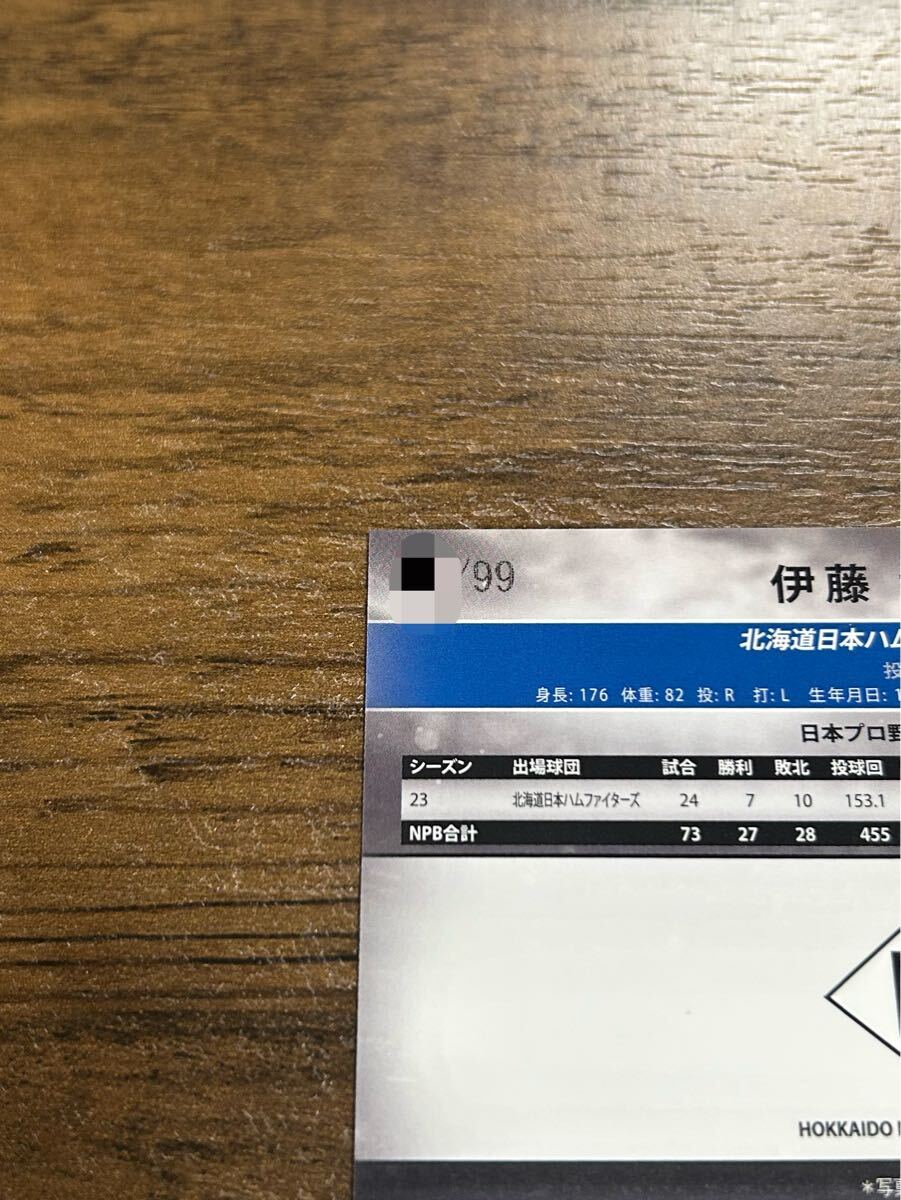 /99
伊藤
北海道日本ハム
投
身長: 176 体重: 82 投: R 打: L 生年月日: 1
日本プロ野
シーズン 出場球団 試合 勝利 敗北 投球回
23 北海道日本ハムファイターズ 24 7 10 153.1
NPB合計 73 27 28 455
HOKKAIDO
*写真